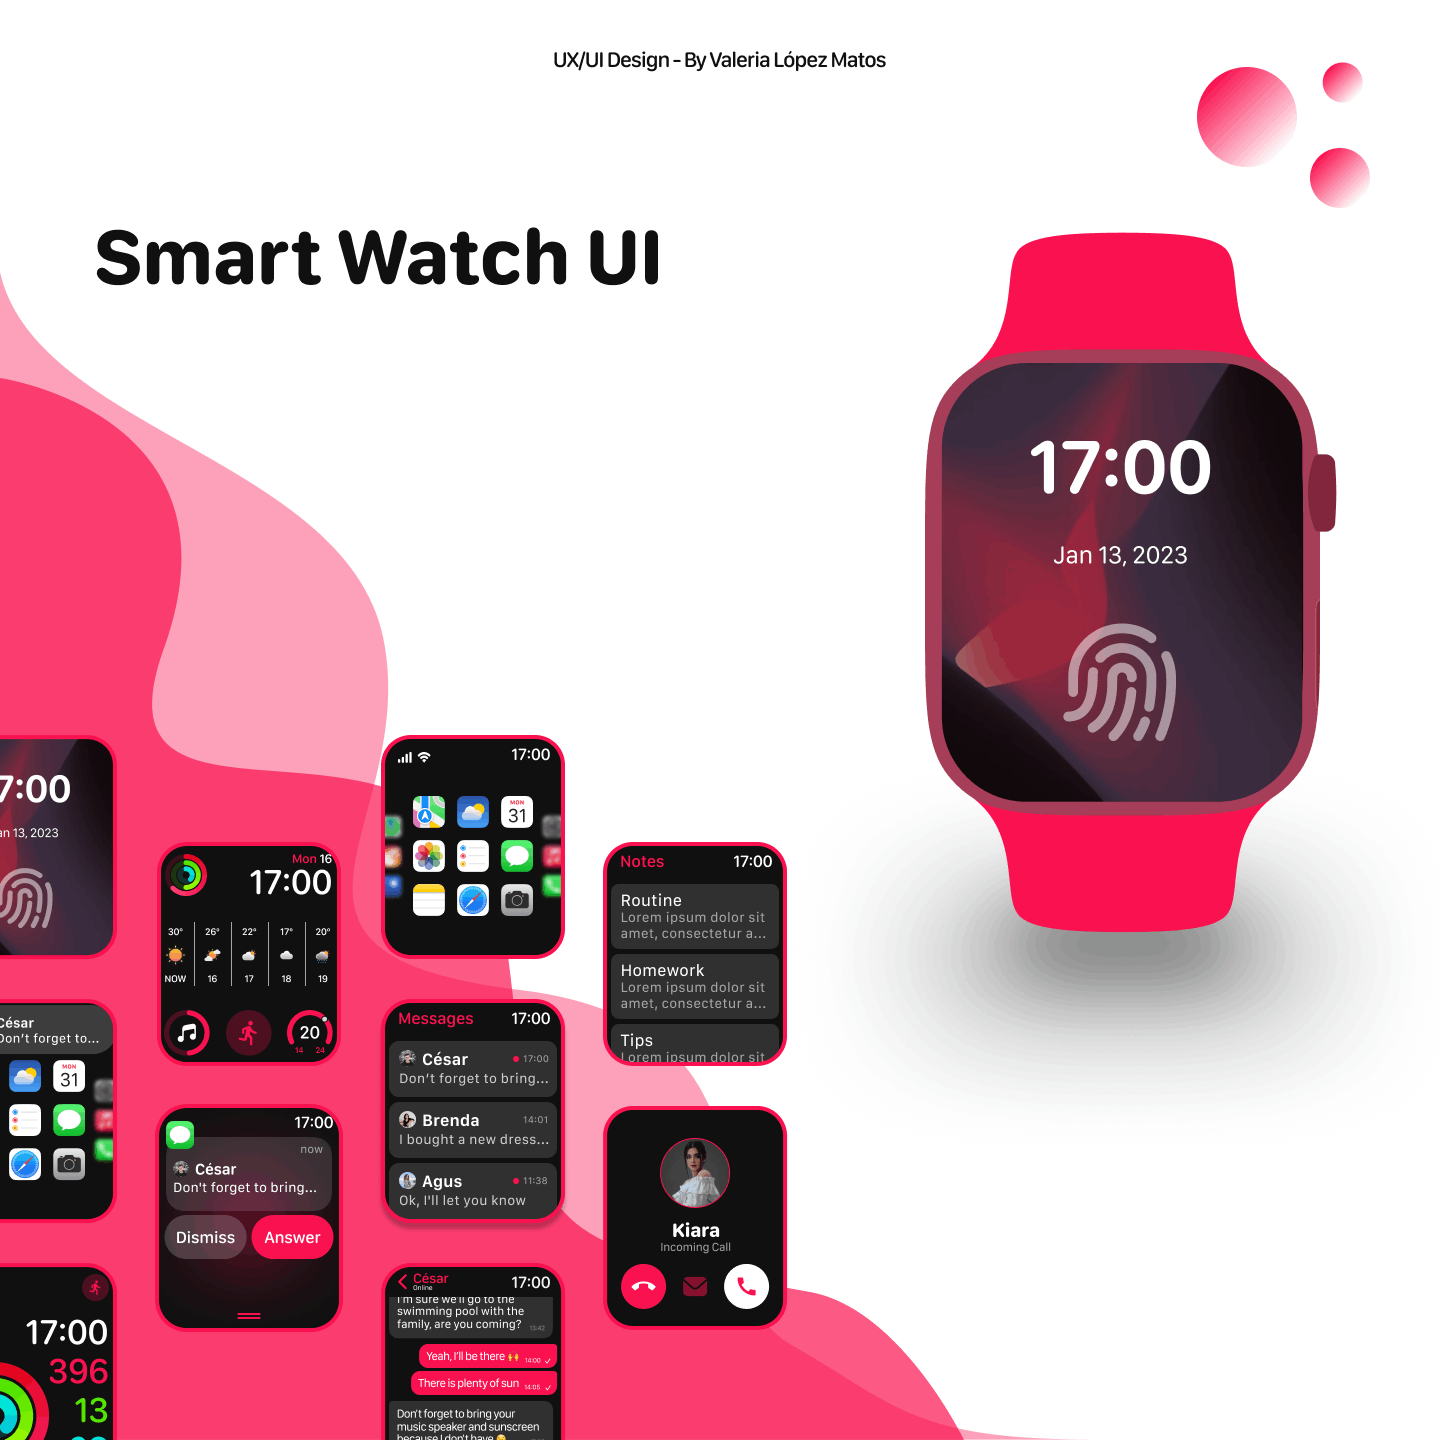 UX/UI Design - By Valeria López Matos
Smart Watch UI
17:00
Jan 13, 2023
7:00
an 13, 2023
17:00
MON
31
Mon 16
17:00
30°
26°
22°
17°
20°
NOW
16
17
18
19
20
14
24
Notes
17:00
Routine
Lorem ipsum dolor sit
amet, consectetur a...
Homework
Lorem ipsum dolor sit
amet, consectetur a...
Tips
Lorem ipsum dolor sit
César
Don't forget to...
MON
31
Messages
17:00
César
17:00
Don't forget to bring...
Brenda
14:01
I bought a new dress...
Agus
11:38
Ok, I'll let you know
17:00
now
César
Don't forget to bring...
Dismiss
Answer
Kiara
Incoming Call
17:00
396
13
César
Online
17:00
I'm sure we'll go to the
swimming pool with the
family, are you coming?
13:42
Yeah, I'll be there 🙌
14:00
There is plenty of sun
14:05
Don't forget to bring your
music speaker and sunscreen
because I don't have